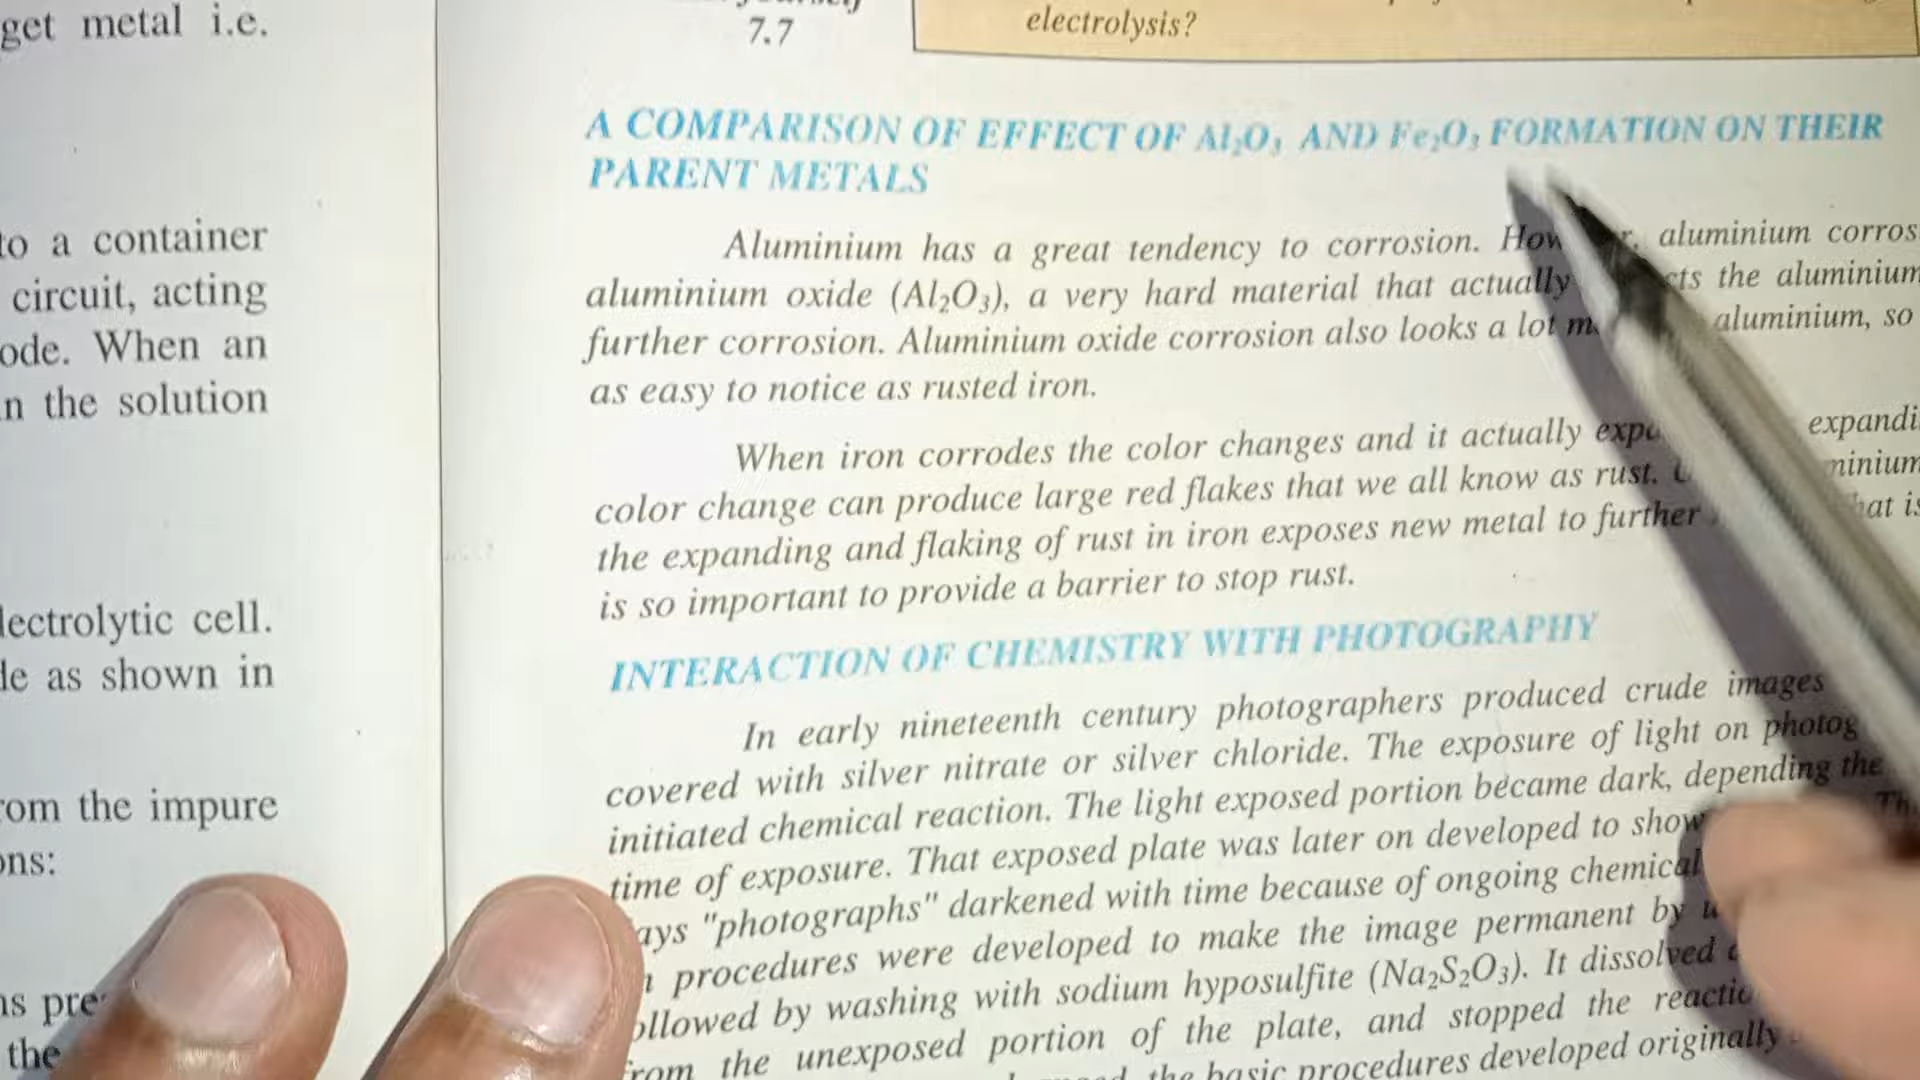 get metal i.e.
to a container
circuit, acting
ode. When an
n the solution
lectrolytic cell.
de as shown in
rom the impure
ons:
the
7.7
electrolysis?
A COMPARISON OF EFFECT OF Al₂O₃ AND Fe₂O₃ FORMATION ON THEIR
PARENT METALS
Aluminium has a great tendency to corrosion. aluminium corros
aluminium oxide (Al₂O₃), a very hard material that actually the aluminium
further corrosion. Aluminium oxide corrosion also looks a lot aluminium, so
as easy to notice as rusted iron.
When iron corrodes the color changes and it actually expandi
color change can produce large red flakes that we all know as rust.
the expanding and flaking of rust in iron exposes new metal to further
is so important to provide a barrier to stop rust.
INTERACTION OF CHEMISTRY WITH PHOTOGRAPHY
In early nineteenth century photographers produced crude images
covered with silver nitrate or silver chloride. The exposure of light on photog
initiated chemical reaction. The light exposed portion became dark, depending the
time of exposure. That exposed plate was later on developed to show
ays "photographs" darkened with time because of ongoing chemical
procedures were developed to make the image permanent by
ollowed by washing with sodium hyposulfite (Na₂S₂O₃). It dissolved
from the unexposed portion of the plate, and stopped the
the basic procedures developed originally